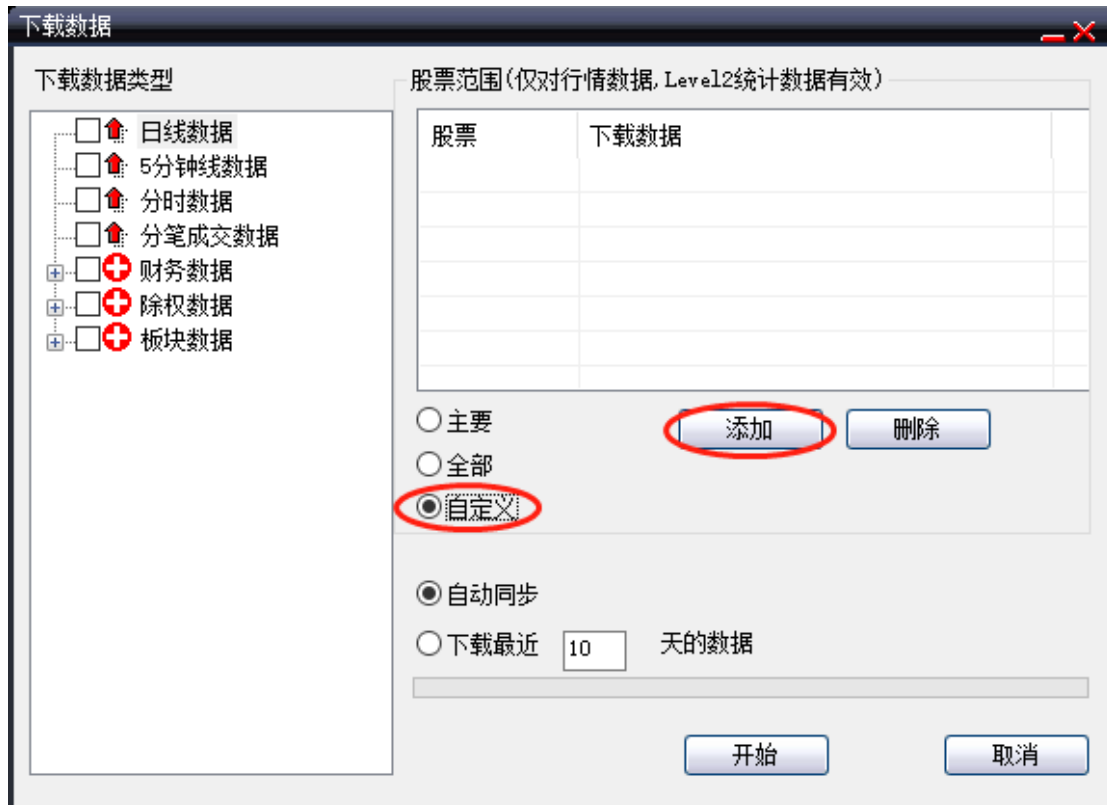 下载数据
下载数据类型
日线数据
5分钟线数据
分时数据
分笔成交数据
财务数据
除权数据
板块数据
股票范围(仅对行情数据,Level2统计数据有效)
股票 下载数据
主要
全部
自定义
添加 删除
自动同步
下载最近 10 天的数据
开始 取消